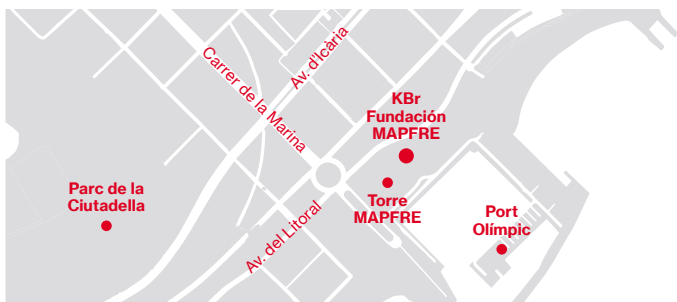 Carrer de la Marina
Av. d'Icària
KBr
Fundación
MAPFRE
Parc de la
Ciutadella
Torre
MAPFRE
Av. del Litoral
Port
Olímpic